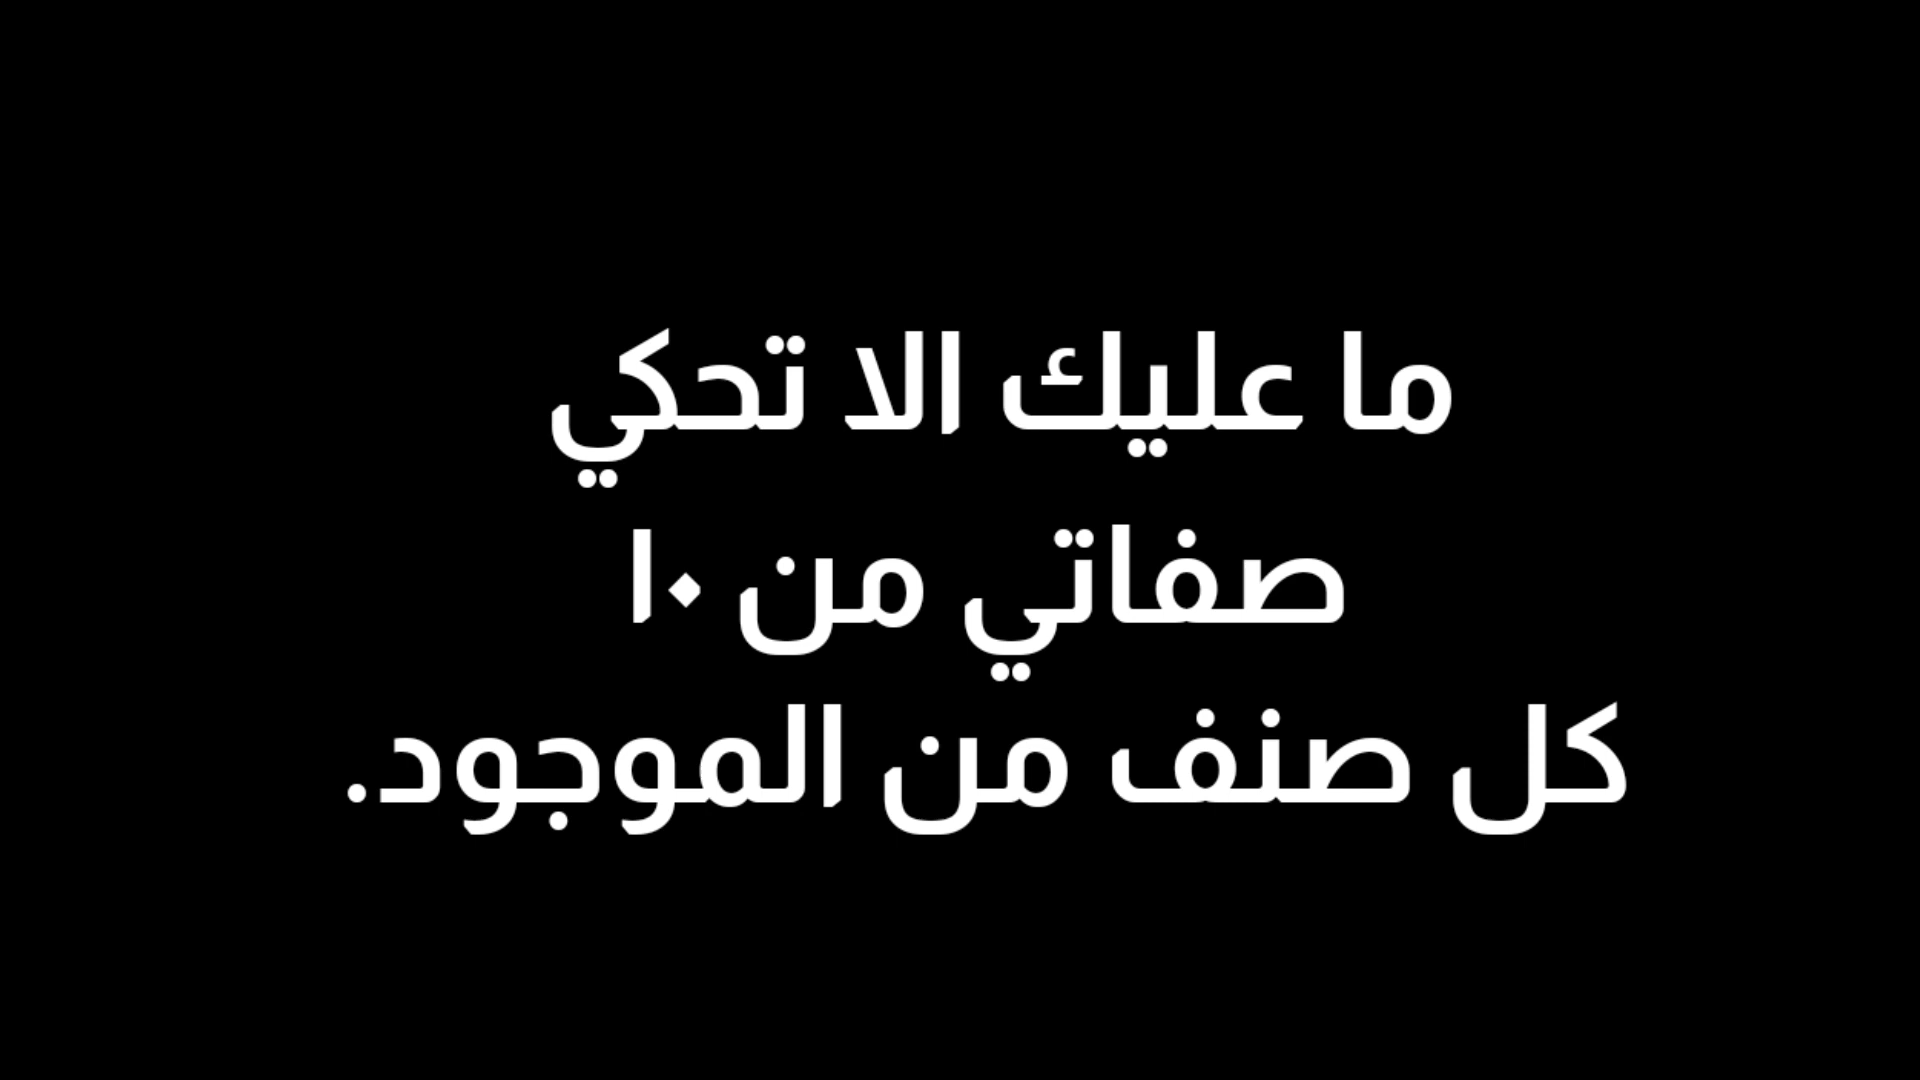 ما عليك الا تحكي
صفاتي من ١٠
كل صنف من الموجود.